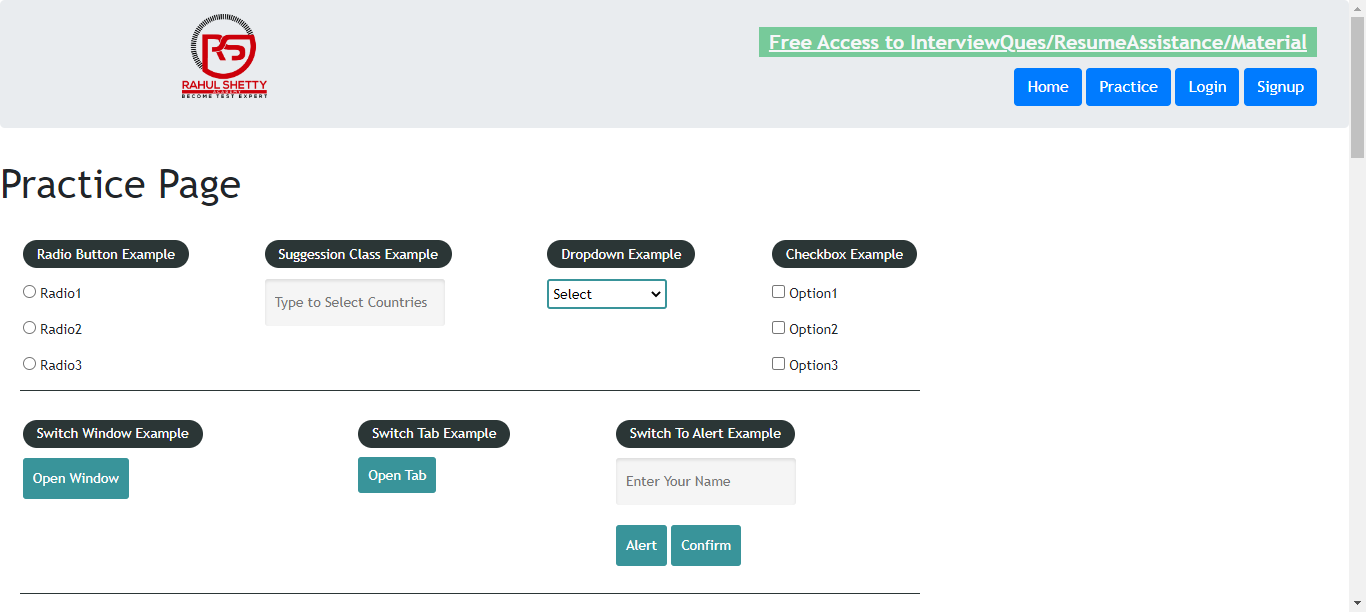 RS
RAHUL SHETTY
ACADEMY
BECOME TEST EXPERT
Free Access to InterviewQues/ResumeAssistance/Material
Home Practice Login Signup
Practice Page
Radio Button Example
Radio1
Radio2
Radio3
Suggession Class Example
Type to Select Countries
Dropdown Example
Select
Checkbox Example
Option1
Option2
Option3
Switch Window Example
Open Window
Switch Tab Example
Open Tab
Switch To Alert Example
Enter Your Name
Alert Confirm